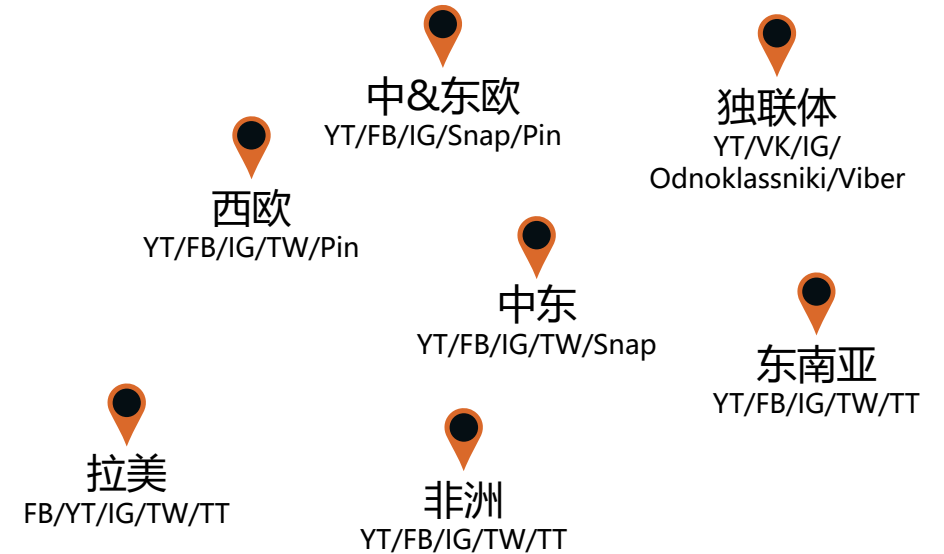 中&东欧
YT/FB/IG/Snap/Pin
独联体
YT/VK/IG/
Odnoklassniki/Viber
西欧
YT/FB/IG/TW/Pin
中东
YT/FB/IG/TW/Snap
东南亚
YT/FB/IG/TW/TT
拉美
FB/YT/IG/TW/TT
非洲
YT/FB/IG/TW/TT